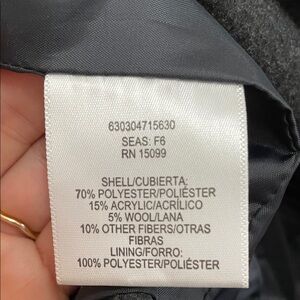 630304715630
SEAS: F6
RN 15099
SHELL/CUBIERTA:
70% POLYESTER/POLIÉSTER
15% ACRYLIC/ACRÍLICO
5% WOOL/LANA
10% OTHER FIBERS/OTRAS
FIBRAS
LINING/FORRO:
100% POLYESTER/POLIÉSTER